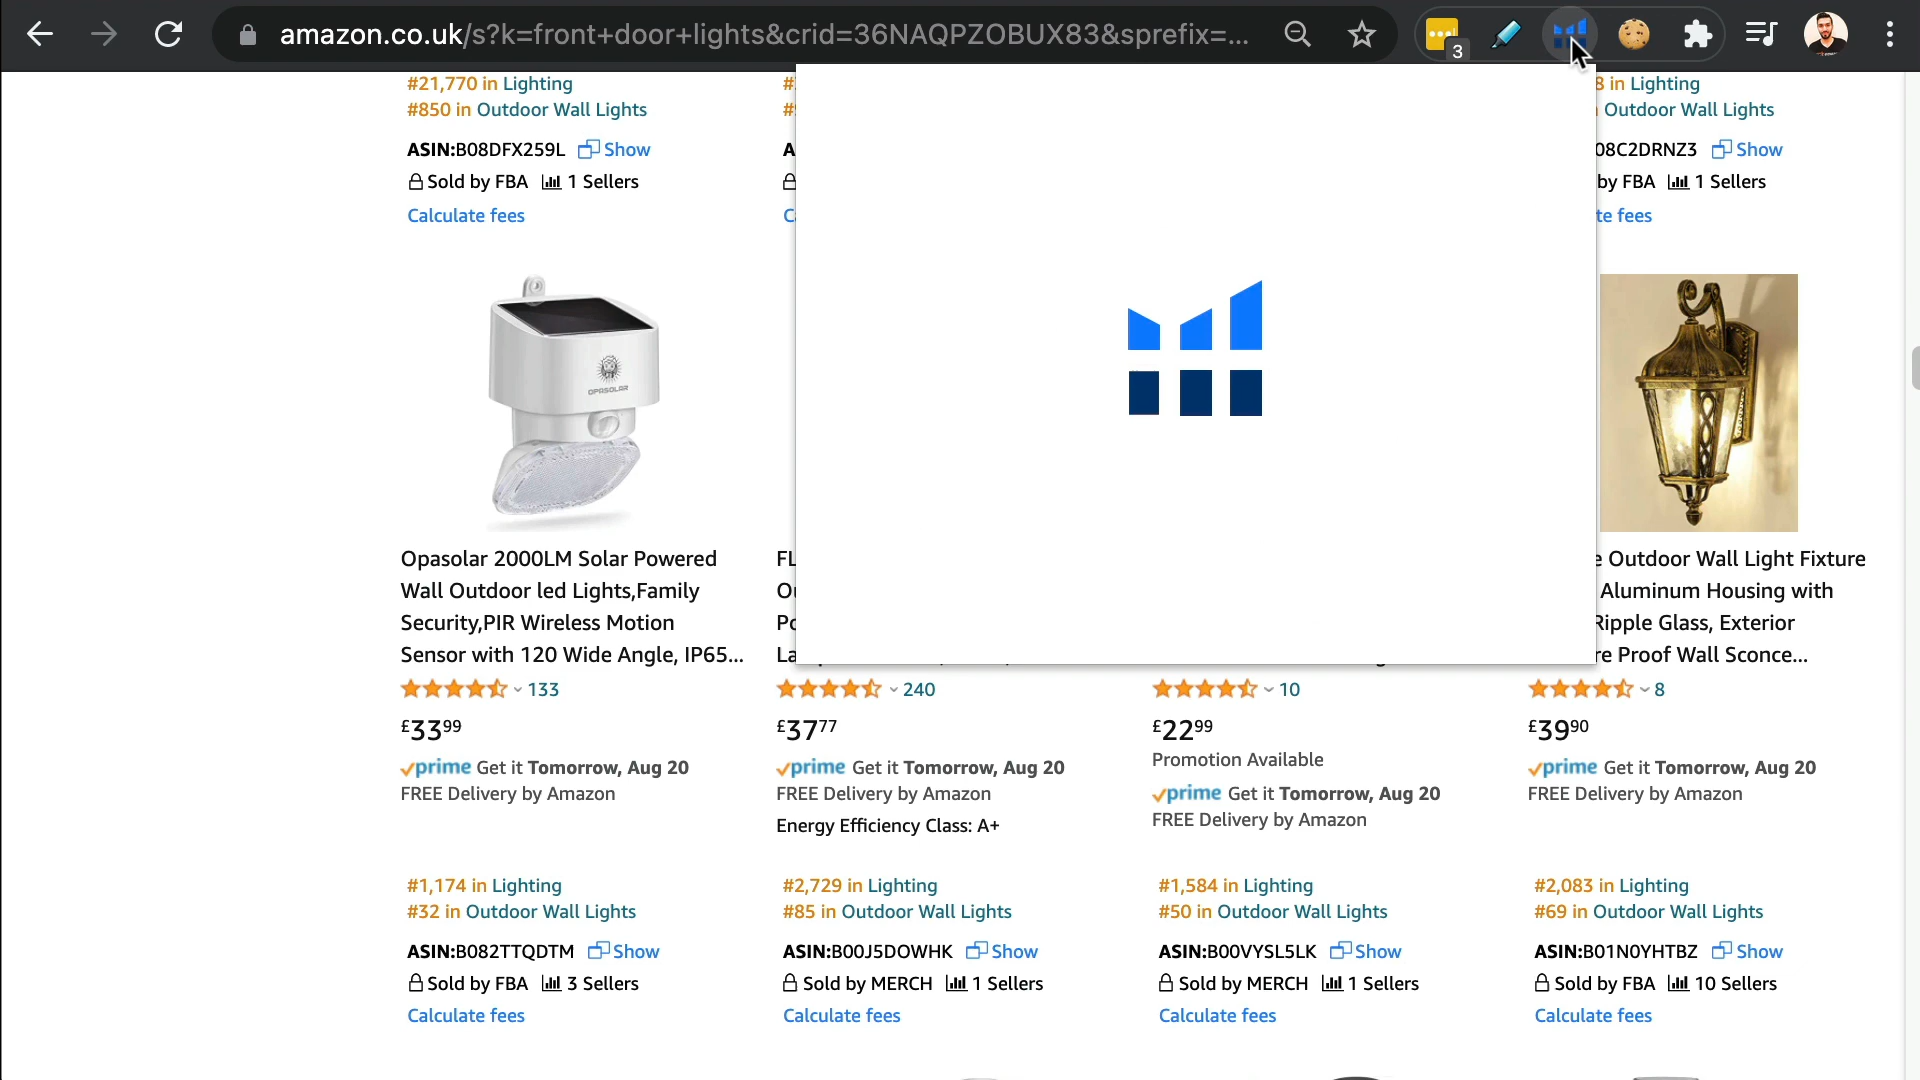 amazon.co.uk/s?k=front+door+lights&crid=36NAQPZOBUX83&sprefix=...
3
#21,770 in Lighting
#850 in Outdoor Wall Lights
ASIN:B08DFX259L Show
Sold by FBA 1 Sellers
Calculate fees
8 in Lighting
Outdoor Wall Lights
08C2DRNZ3 Show
by FBA 1 Sellers
te fees
OPASOLAR
Opasolar 2000LM Solar Powered
Wall Outdoor led Lights,Family
Security,PIR Wireless Motion
Sensor with 120 Wide Angle, IP65...
133
£3399
prime Get it Tomorrow, Aug 20
FREE Delivery by Amazon
#1,174 in Lighting
#32 in Outdoor Wall Lights
ASIN:B082TTQDTM Show
Sold by FBA 3 Sellers
Calculate fees
FL
Po
La
240
£3777
prime Get it Tomorrow, Aug 20
FREE Delivery by Amazon
Energy Efficiency Class: A+
#2,729 in Lighting
#85 in Outdoor Wall Lights
ASIN:B00J5DOWHK Show
Sold by MERCH 1 Sellers
Calculate fees
10
£2299
Promotion Available
prime Get it Tomorrow, Aug 20
FREE Delivery by Amazon
#1,584 in Lighting
#50 in Outdoor Wall Lights
ASIN:B00VYSL5LK Show
Sold by MERCH 1 Sellers
Calculate fees
e Outdoor Wall Light Fixture
Aluminum Housing with
Ripple Glass, Exterior
re Proof Wall Sconce...
8
£3990
prime Get it Tomorrow, Aug 20
FREE Delivery by Amazon
#2,083 in Lighting
#69 in Outdoor Wall Lights
ASIN:B01N0YHTBZ Show
Sold by FBA 10 Sellers
Calculate fees